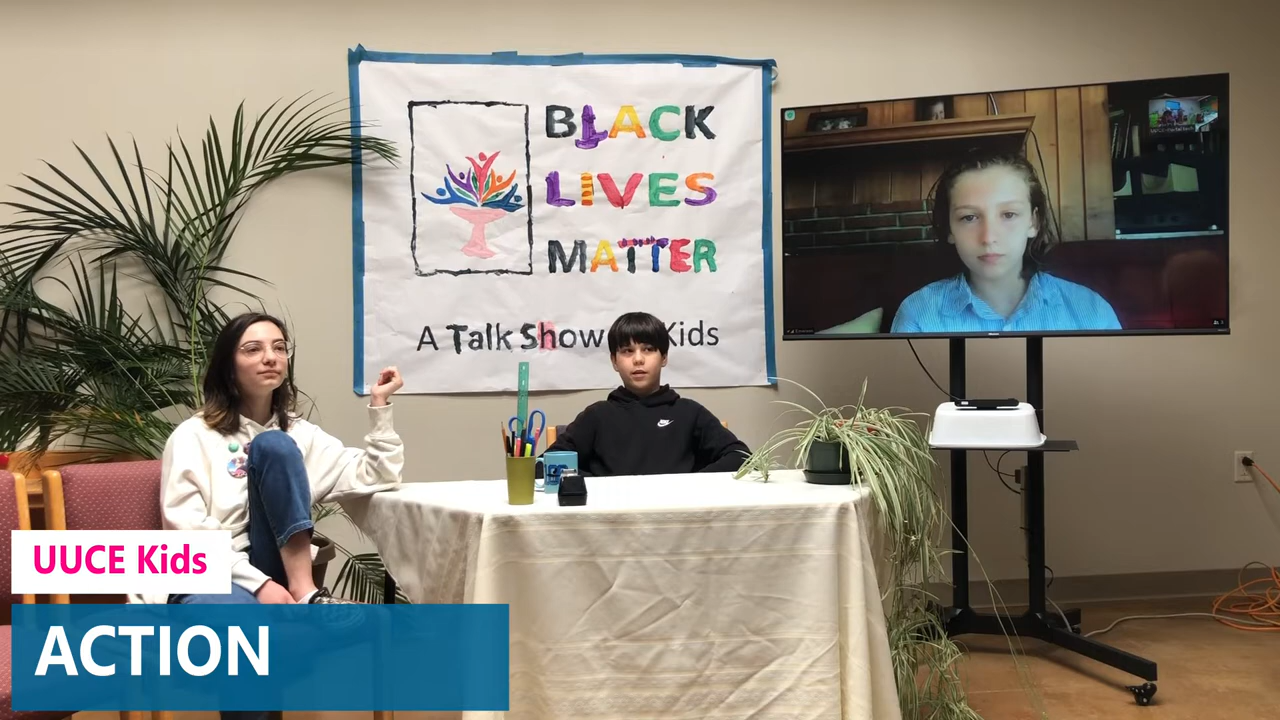 BLACK
LIVES
MATTER
A Talk Show Kids
UUCE Kids
ACTION